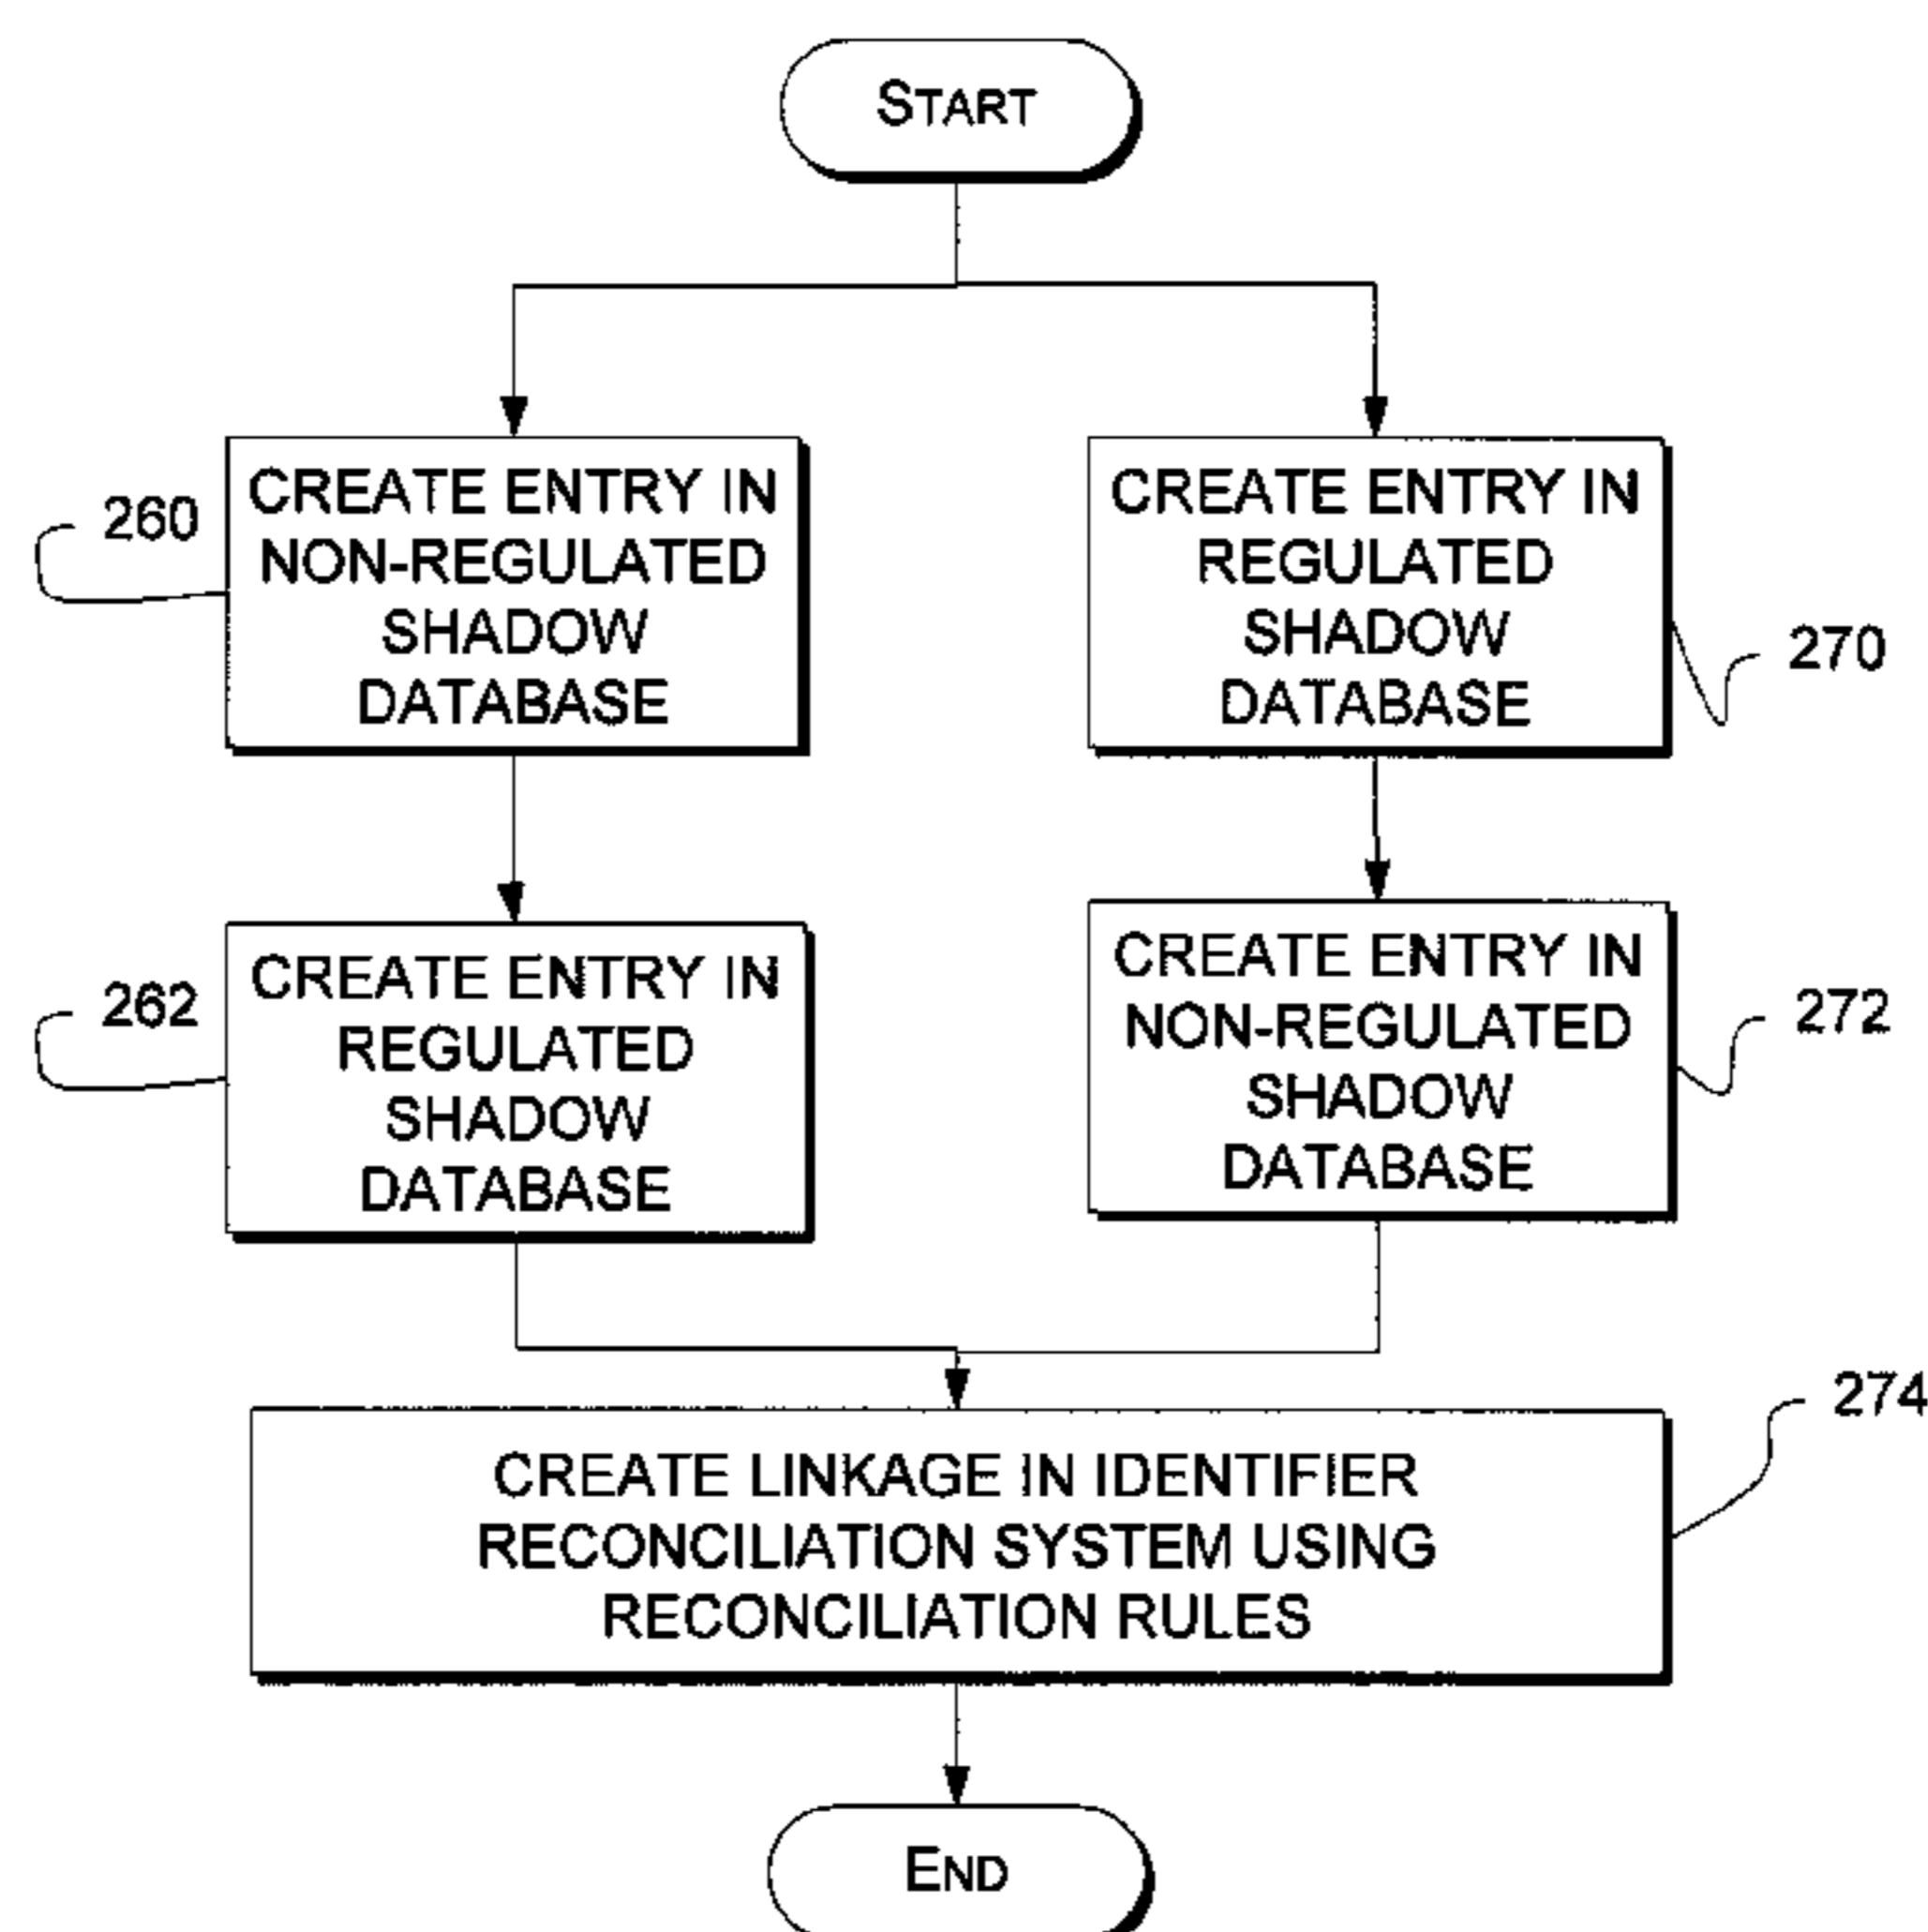 START
CREATE ENTRY IN
NON-REGULATED
SHADOW
DATABASE
260
CREATE ENTRY IN
REGULATED
SHADOW
DATABASE
270
CREATE ENTRY IN
REGULATED
SHADOW
DATABASE
262
CREATE ENTRY IN
NON-REGULATED
SHADOW
DATABASE
272
CREATE LINKAGE IN IDENTIFIER
RECONCILIATION SYSTEM USING
RECONCILIATION RULES
274
END